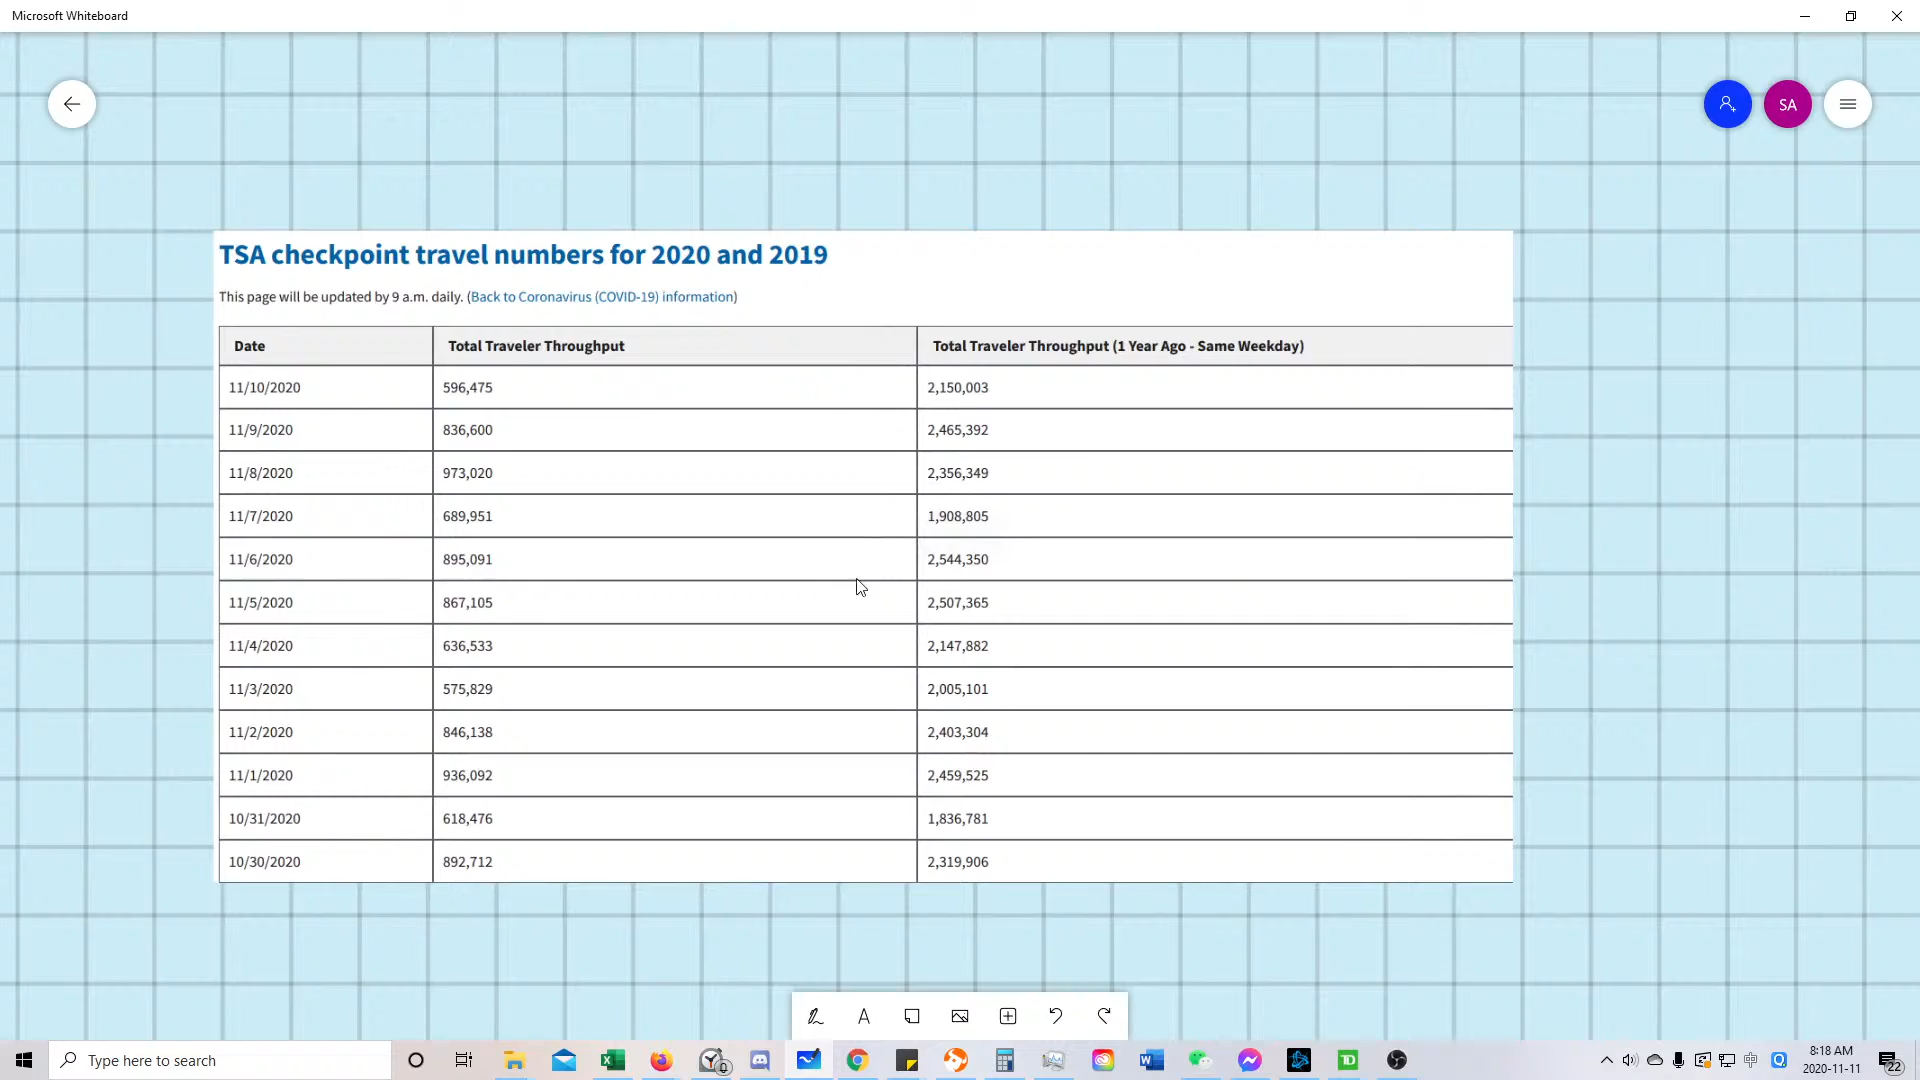 Microsoft Whiteboard
SA
TSA checkpoint travel numbers for 2020 and 2019
This page will be updated by 9 a.m. daily. (Back to Coronavirus (COVID-19) information)
Date Total Traveler Throughput Total Traveler Throughput (1 Year Ago - Same Weekday)
11/10/2020 596,475 2,150,003
11/9/2020 836,600 2,465,392
11/8/2020 973,020 2,356,349
11/7/2020 689,951 1,908,805
11/6/2020 895,091 2,544,350
11/5/2020 867,105 2,507,365
11/4/2020 636,533 2,147,882
11/3/2020 575,829 2,005,101
11/2/2020 846,138 2,403,304
11/1/2020 936,092 2,459,525
10/31/2020 618,476 1,836,781
10/30/2020 892,712 2,319,906
Type here to search
中
8:18 AM
2020-11-11
22